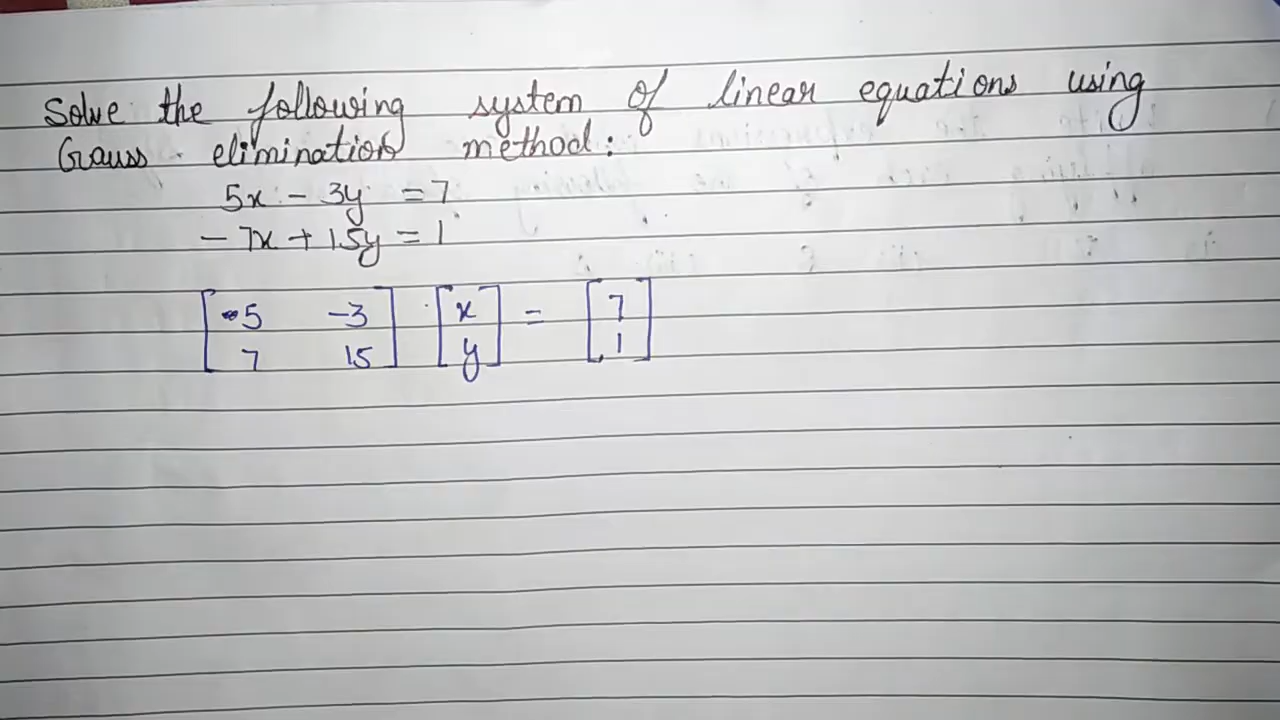 Solve the following system of linear equations using
Gauss elimination method:
5x - 3y = 7
- 7x + 15y = 1
[5 -3] [x] = [7]
[7 15] [y] [1]